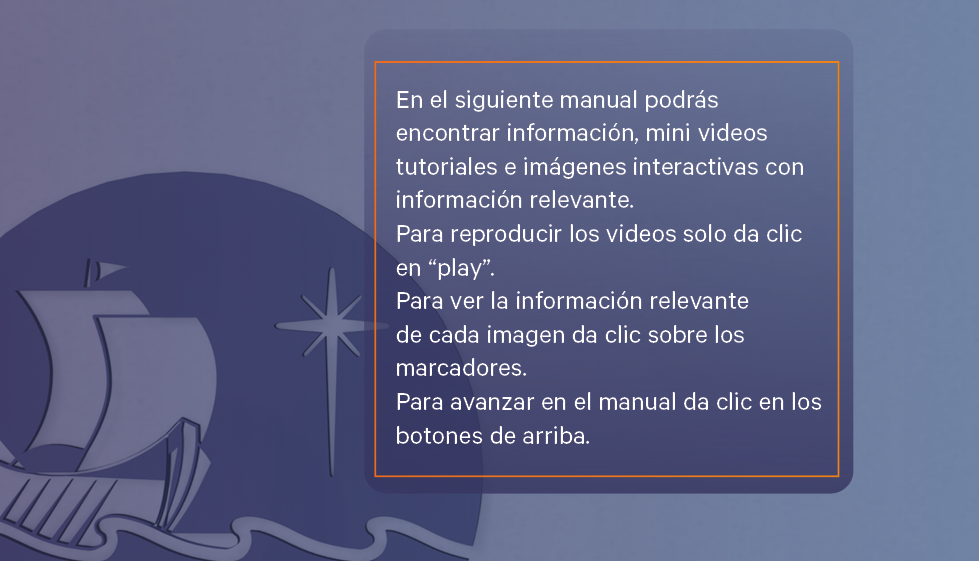 En el siguiente manual podrás
encontrar información, mini videos
tutoriales e imágenes interactivas con
información relevante.
Para reproducir los videos solo da clic
en “play”.
Para ver la información relevante
de cada imagen da clic sobre los
marcadores.
Para avanzar en el manual da clic en los
botones de arriba.